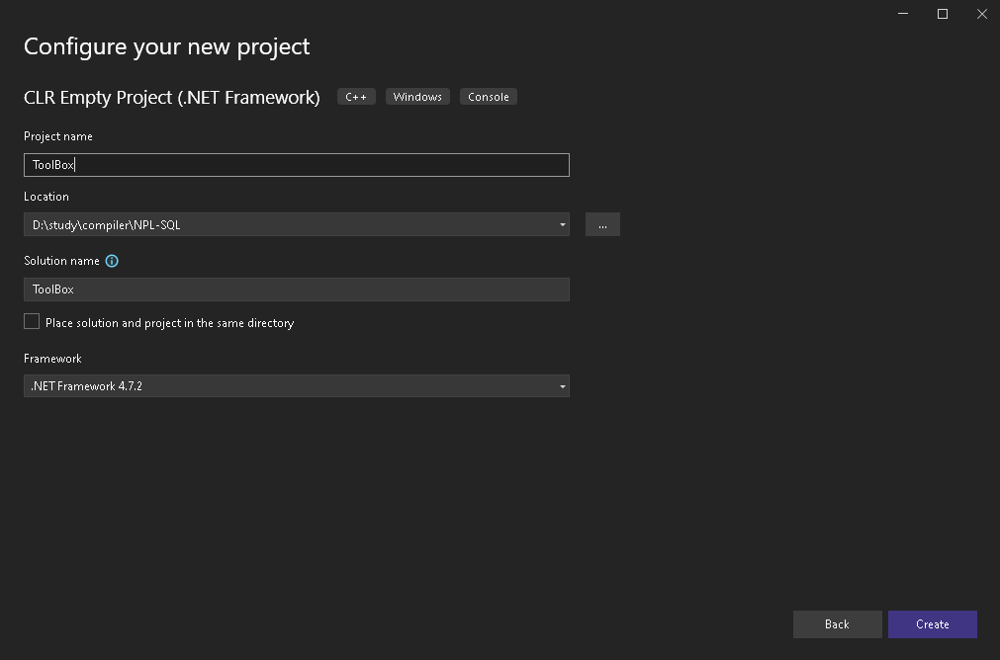 Configure your new project
CLR Empty Project (.NET Framework) C++ Windows Console
Project name
ToolBox
Location
D:\study\compiler\NPL-SQL
...
Solution name
ToolBox
Place solution and project in the same directory
Framework
.NET Framework 4.7.2
Back Create